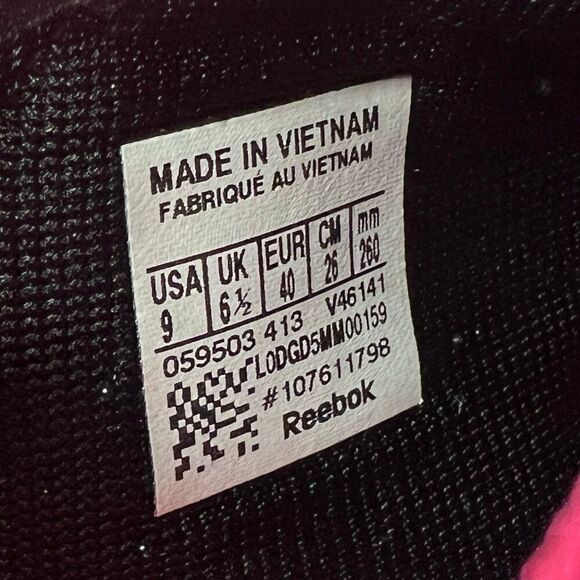 MADE IN VIETNAM
FABRIQUÉ AU VIETNAM
USA UK EUR CM mm
9 6½ 40 26 260
059503 413 V46141
LODGD5MM00159
#107611798
Reebok